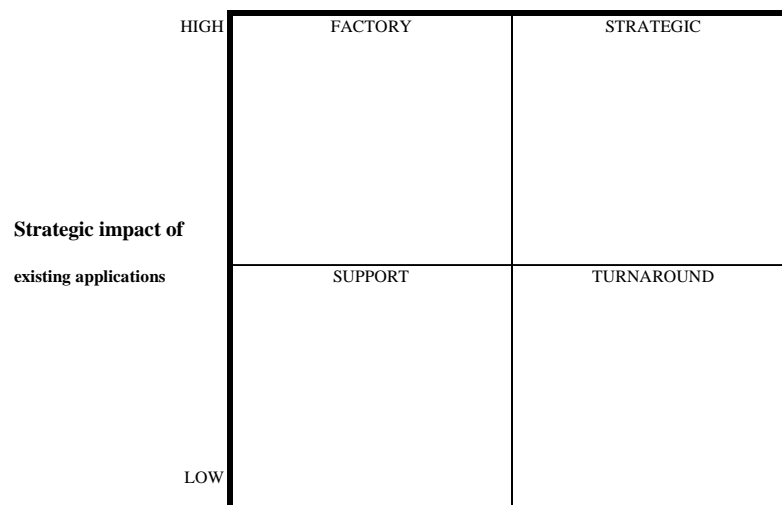 HIGH FACTORY STRATEGIC
Strategic impact of
existing applications SUPPORT TURNAROUND
LOW